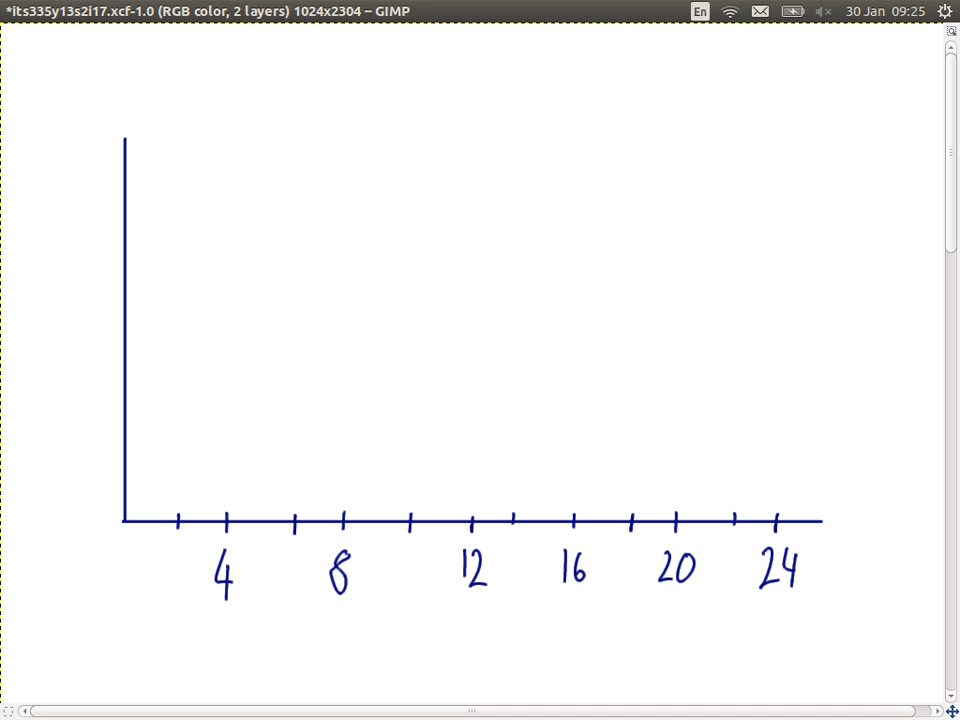 *its335y13s2i17.xcf-1.0 (RGB color, 2 layers) 1024x2304 – GIMP En 30 Jan 09:25
4 8 12 16 20 24